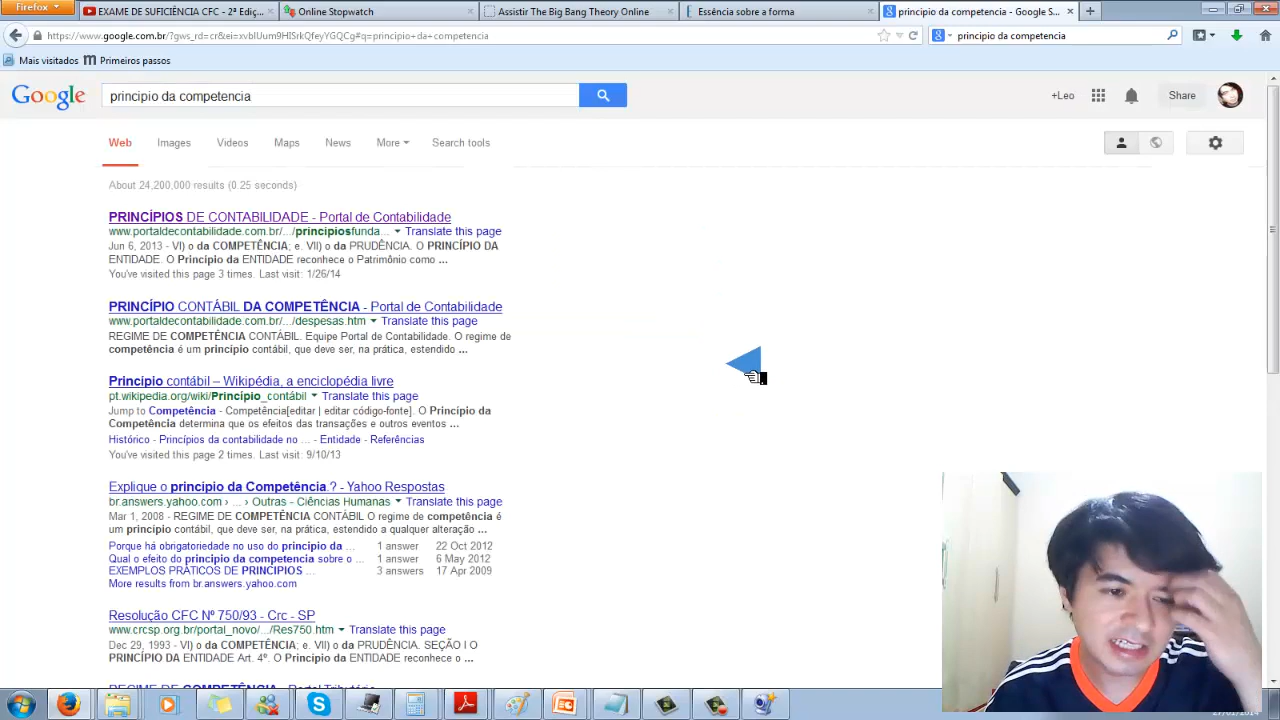 Firefox
EXAME DE SUFICIÊNCIA CFC - 2ª Ediç...
Online Stopwatch
Assistir The Big Bang Theory Online
Essência sobre a forma
principio da competencia - Google S...
https://www.google.com.br/?gws_rd=cr&ei=xvblUum9HISrkQfeyYGQCg#q=principio+da+competencia
principio da competencia
Mais visitados
Primeiros passos
Google
principio da competencia
+Leo
Share
Web
Images
Videos
Maps
News
More
Search tools
About 24,200,000 results (0.25 seconds)
PRINCÍPIOS DE CONTABILIDADE - Portal de Contabilidade
www.portaldecontabilidade.com.br/.../principiosfunda... Translate this page
Jun 6, 2013 - VI) o da COMPETÊNCIA; e. VII) o da PRUDÊNCIA. O PRINCÍPIO DA
ENTIDADE. O Princípio da ENTIDADE reconhece o Patrimônio como ...
You've visited this page 3 times. Last visit: 1/26/14
PRINCÍPIO CONTÁBIL DA COMPETÊNCIA - Portal de Contabilidade
www.portaldecontabilidade.com.br/.../despesas.htm Translate this page
REGIME DE COMPETÊNCIA CONTÁBIL. Equipe Portal de Contabilidade. O regime de
competência é um princípio contábil, que deve ser, na prática, estendido ...
Princípio contábil – Wikipédia, a enciclopédia livre
pt.wikipedia.org/wiki/Princípio_contábil Translate this page
Jump to Competência - Competência[editar | editar código-fonte]. O Princípio da
Competência determina que os efeitos das transações e outros eventos ...
Histórico - Princípios da contabilidade no ... - Entidade - Referências
You've visited this page 2 times. Last visit: 9/10/13
Explique o principio da Competência.? - Yahoo Respostas
br.answers.yahoo.com › ... › Outras - Ciências Humanas Translate this page
Mar 1, 2008 - REGIME DE COMPETÊNCIA CONTÁBIL O regime de competência é
um princípio contábil, que deve ser, na prática, estendido a qualquer alteração ...
Porque há obrigatoriedade no uso do principio da ... 1 answer 22 Oct 2012
Qual o efeito do principio da competencia sobre o ... 1 answer 6 May 2012
EXEMPLOS PRÁTICOS DE PRINCIPIOS ... 3 answers 17 Apr 2009
More results from br.answers.yahoo.com
Resolução CFC Nº 750/93 - Crc - SP
www.crcsp.org.br/portal_novo/.../Res750.htm Translate this page
Dec 29, 1993 - VI) o da COMPETÊNCIA; e. VII) o da PRUDÊNCIA. SEÇÃO I O
PRINCÍPIO DA ENTIDADE Art. 4º. O Princípio da ENTIDADE reconhece o ...
REGIME DE COMPETÊNCIA - Portal Tributário